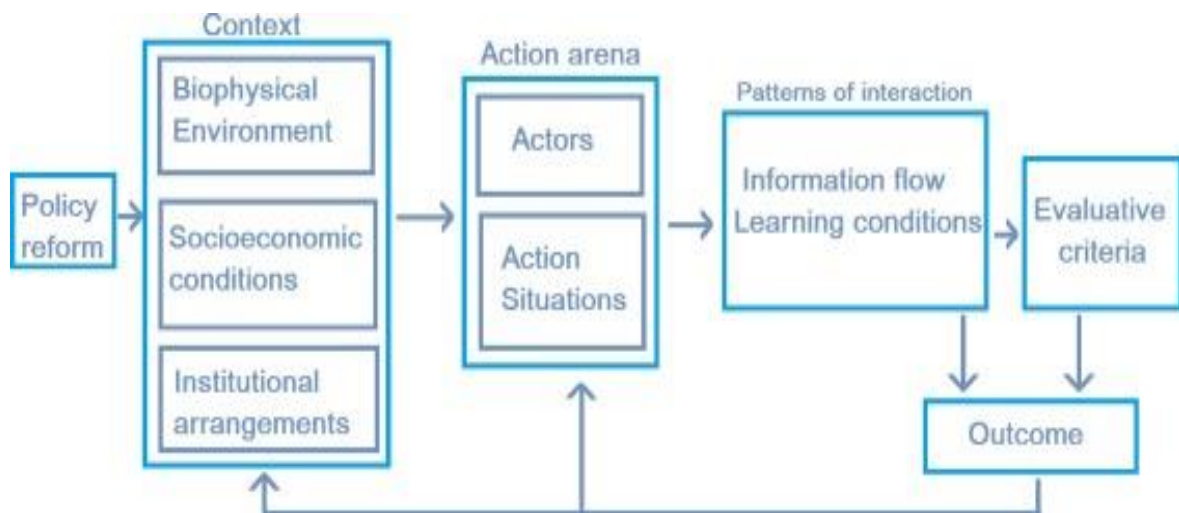 Policy
reform
Context
Biophysical
Environment
Socioeconomic
conditions
Institutional
arrangements
Action arena
Actors
Action
Situations
Patterns of interaction
Information flow
Learning conditions
Evaluative
criteria
Outcome